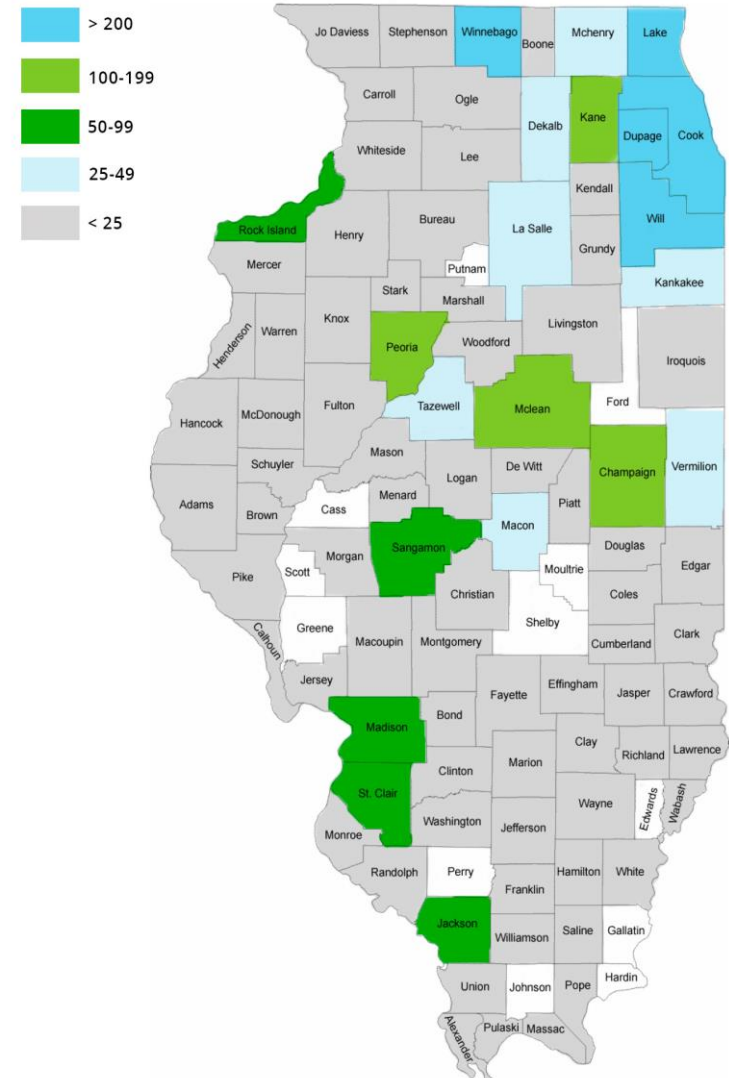 > 200
100-199
50-99
25-49
< 25
Jo Daviess
Stephenson
Winnebago
Boone
Mchenry
Lake
Carroll
Ogle
Dekalb
Kane
Dupage
Cook
Whiteside
Lee
Kendall
Will
Rock Island
Henry
Bureau
La Salle
Grundy
Mercer
Putnam
Kankakee
Stark
Marshall
Henderson
Warren
Knox
Peoria
Woodford
Livingston
Iroquois
Hancock
McDonough
Fulton
Tazewell
Mclean
Ford
Schuyler
Mason
Logan
De Witt
Champaign
Vermilion
Adams
Brown
Cass
Menard
Macon
Piatt
Pike
Scott
Morgan
Sangamon
Christian
Moultrie
Douglas
Edgar
Coles
Calhoun
Greene
Macoupin
Montgomery
Shelby
Cumberland
Clark
Jersey
Fayette
Effingham
Jasper
Crawford
Madison
Bond
Clay
Richland
Lawrence
St. Clair
Clinton
Marion
Wayne
Edwards
Wabash
Monroe
Washington
Jefferson
Randolph
Perry
Hamilton
White
Franklin
Jackson
Williamson
Saline
Gallatin
Union
Johnson
Pope
Hardin
Alexander
Pulaski
Massac